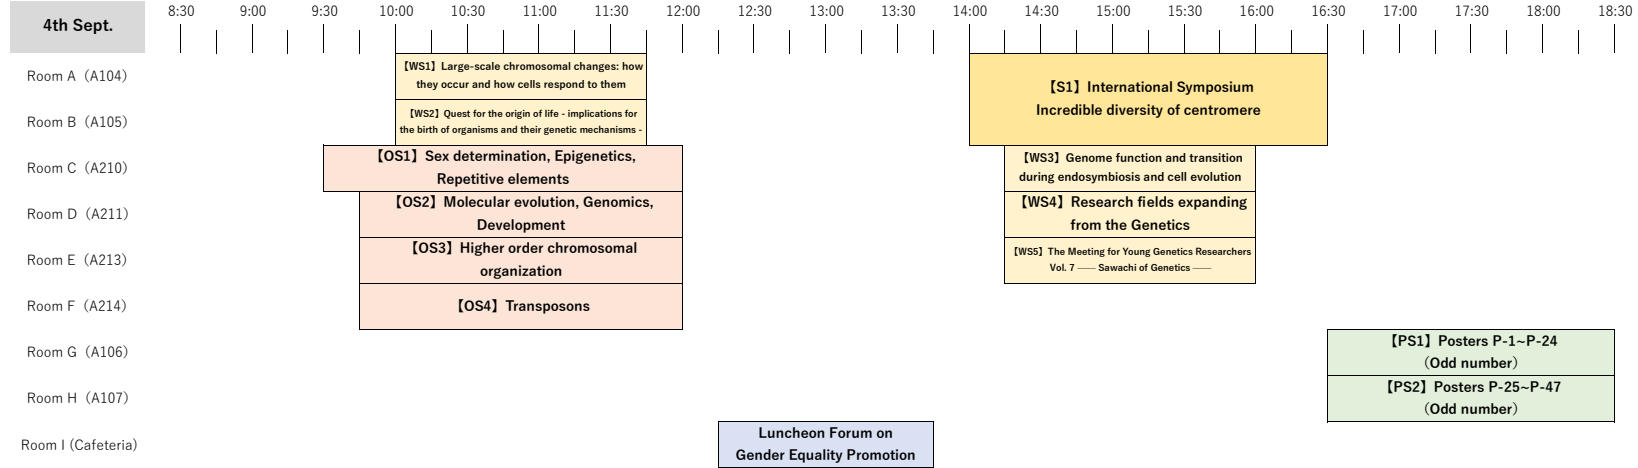 4th Sept.
8:30 9:00 9:30 10:00 10:30 11:00 11:30 12:00 12:30 13:00 13:30 14:00 14:30 15:00 15:30 16:00 16:30 17:00 17:30 18:00 18:30
Room A（A104）
【WS1】Large-scale chromosomal changes: how
they occur and how cells respond to them
【S1】International Symposium
Incredible diversity of centromere
Room B（A105）
【WS2】Quest for the origin of life - implications for
the birth of organisms and their genetic mechanisms -
Room C（A210）
【OS1】Sex determination, Epigenetics,
Repetitive elements
【WS3】Genome function and transition
during endosymbiosis and cell evolution
Room D（A211）
【OS2】Molecular evolution, Genomics,
Development
【WS4】Research fields expanding
from the Genetics
Room E（A213）
【OS3】Higher order chromosomal
organization
【WS5】The Meeting for Young Genetics Researchers
Vol. 7 ―― Sawachi of Genetics ――
Room F（A214）
【OS4】Transposons
Room G（A106）
【PS1】Posters P-1~P-24
（Odd number）
Room H（A107）
【PS2】Posters P-25~P-47
（Odd number）
Room I (Cafeteria)
Luncheon Forum on
Gender Equality Promotion